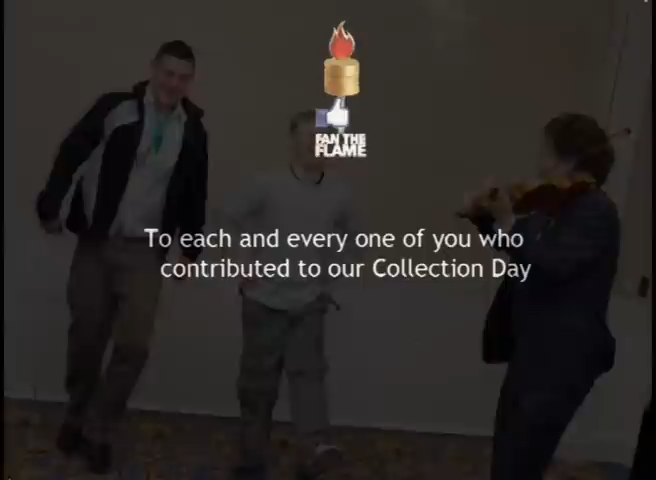 FAN THE
FLAME
To each and every one of you who
contributed to our Collection Day